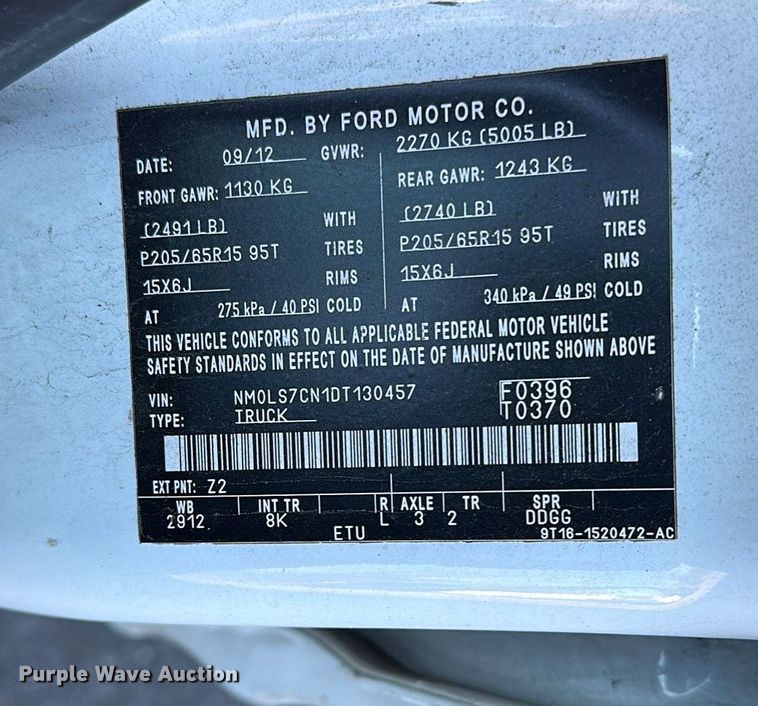 MFD. BY FORD MOTOR CO.
DATE: 09/12 GVWR: 2270 KG (5005 LB)
FRONT GAWR: 1130 KG REAR GAWR: 1243 KG
(2491 LB) WITH (2740 LB) WITH
P205/65R15 95T TIRES P205/65R15 95T TIRES
15X6J RIMS 15X6J RIMS
AT 275 kPa / 40 PSI COLD AT 340 kPa / 49 PSI COLD
THIS VEHICLE CONFORMS TO ALL APPLICABLE FEDERAL MOTOR VEHICLE
SAFETY STANDARDS IN EFFECT ON THE DATE OF MANUFACTURE SHOWN ABOVE
VIN: NM0LS7CN1DT130457 F0396
TYPE: TRUCK T0370
EXT PNT: Z2
WB INT TR R AXLE TR SPR
2912 8K L 3 2 DDGG
ETU 9T16-1520472-AC
Purple Wave Auction